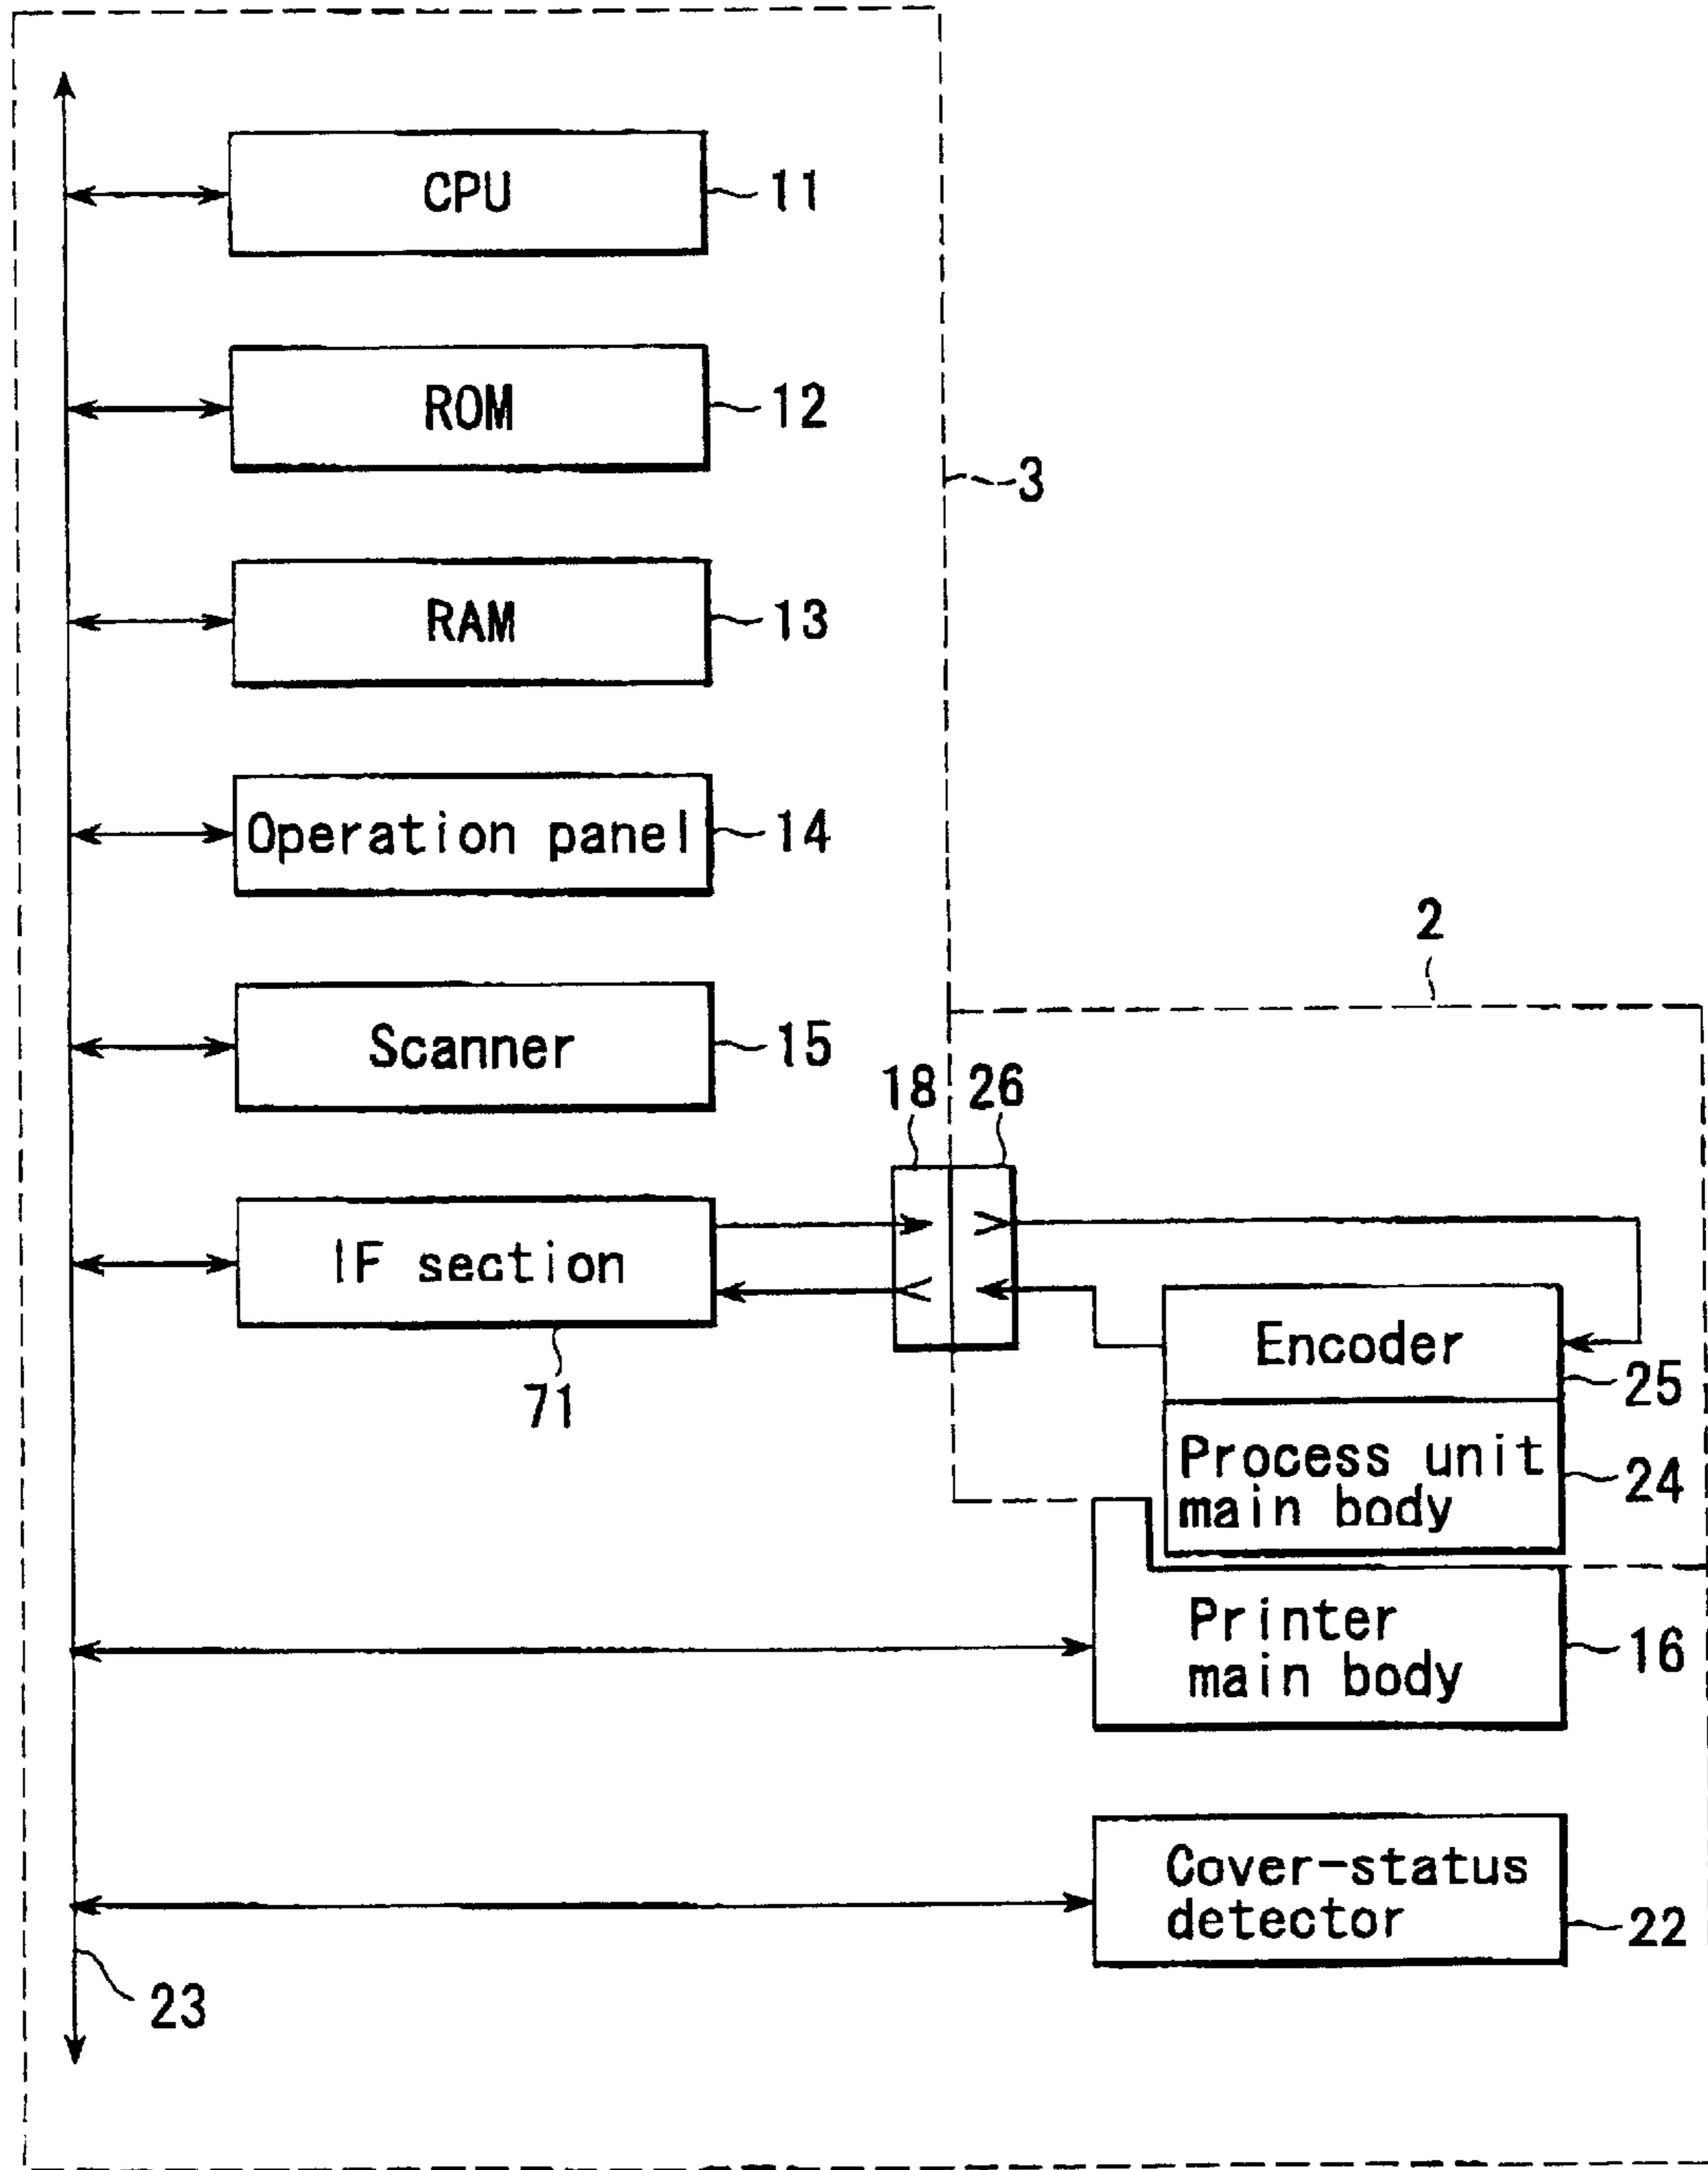 CPU 11
ROM 12
3
RAM 13
Operation panel 14
2
Scanner 15
18 26
IF section
71
Encoder
25
Process unit
main body
24
Printer
main body
16
Cover-status
detector
22
23